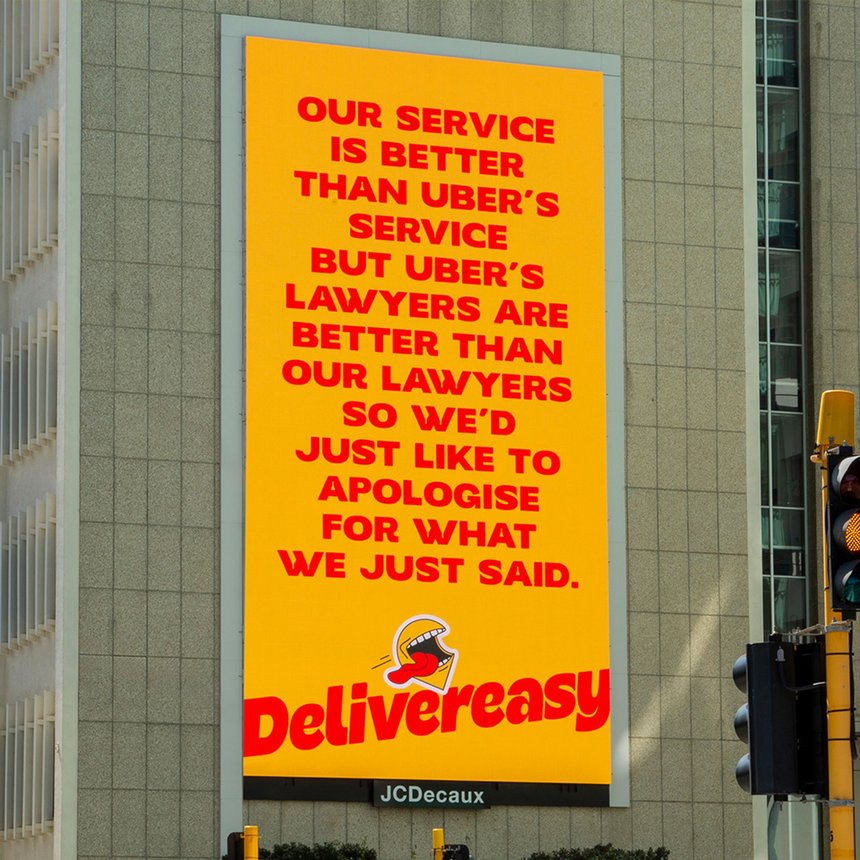 OUR SERVICE
IS BETTER
THAN UBER'S
SERVICE
BUT UBER'S
LAWYERS ARE
BETTER THAN
OUR LAWYERS
SO WE'D
JUST LIKE TO
APOLOGISE
FOR WHAT
WE JUST SAID.
Delivereasy
JCDecaux